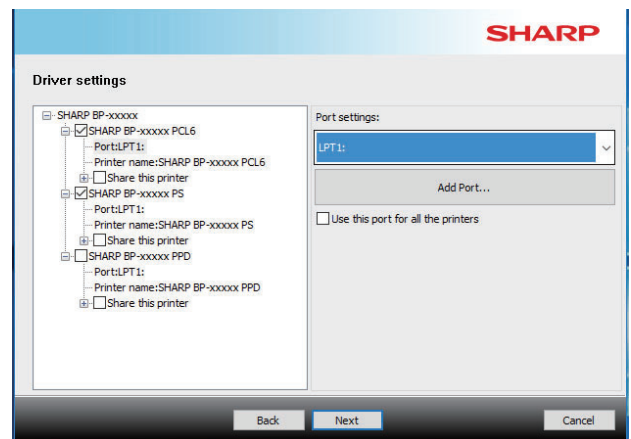 SHARP
Driver settings
SHARP BP-xxxxx
SHARP BP-xxxxx PCL6
Port:LPT1:
Printer name:SHARP BP-xxxxx PCL6
Share this printer
SHARP BP-xxxxx PS
Port:LPT1:
Printer name:SHARP BP-xxxxx PS
Share this printer
SHARP BP-xxxxx PPD
Port:LPT1:
Printer name:SHARP BP-xxxxx PPD
Share this printer
Port settings:
LPT1:
Add Port...
Use this port for all the printers
Back Next Cancel